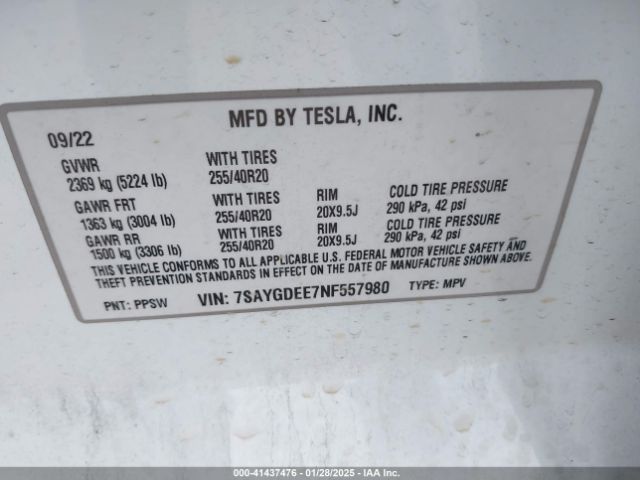 MFD BY TESLA, INC.
09/22
GVWR WITH TIRES
2369 kg (5224 lb) 255/40R20
GAWR FRT WITH TIRES RIM COLD TIRE PRESSURE
1363 kg (3004 lb) 255/40R20 20X9.5J 290 kPa, 42 psi
GAWR RR WITH TIRES RIM COLD TIRE PRESSURE
1500 kg (3306 lb) 255/40R20 20X9.5J 290 kPa, 42 psi
THIS VEHICLE CONFORMS TO ALL APPLICABLE U.S. FEDERAL MOTOR VEHICLE SAFETY AND
THEFT PREVENTION STANDARDS IN EFFECT ON THE DATE OF MANUFACTURE SHOWN ABOVE.
PNT: PPSW VIN: 7SAYGDEE7NF557980 TYPE: MPV
000-41437476 | 01/28/2025 - IAA Inc.